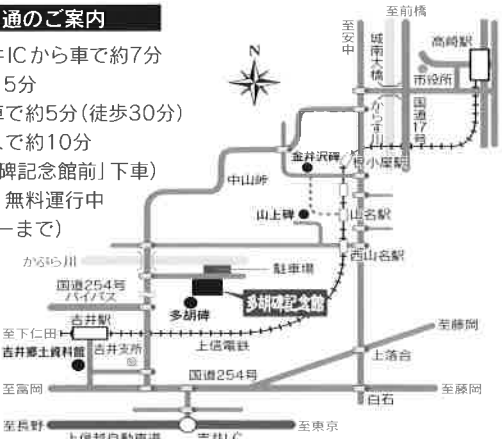 通のご案内
ICから車で約7分
5分
車で約5分(徒歩30分)
で約10分
碑記念館前」下車)
無料運行中
ーまで)
N
至安中
至前橋
城南大橋
からす川
国道17号
高崎駅
市役所
金井沢碑
根小屋駅
中山峠
山上碑
山名駅
西山名駅
かぶら川
駐車場
国道254号
バイパス
多胡碑
多胡碑記念館
吉井駅
至下仁田
上信電鉄
吉井郷土資料館
吉井支所
至藤岡
上落合
国道254号
至富岡
至藤岡
白石
至長野
至東京
上信越自動車道
吉井I.C